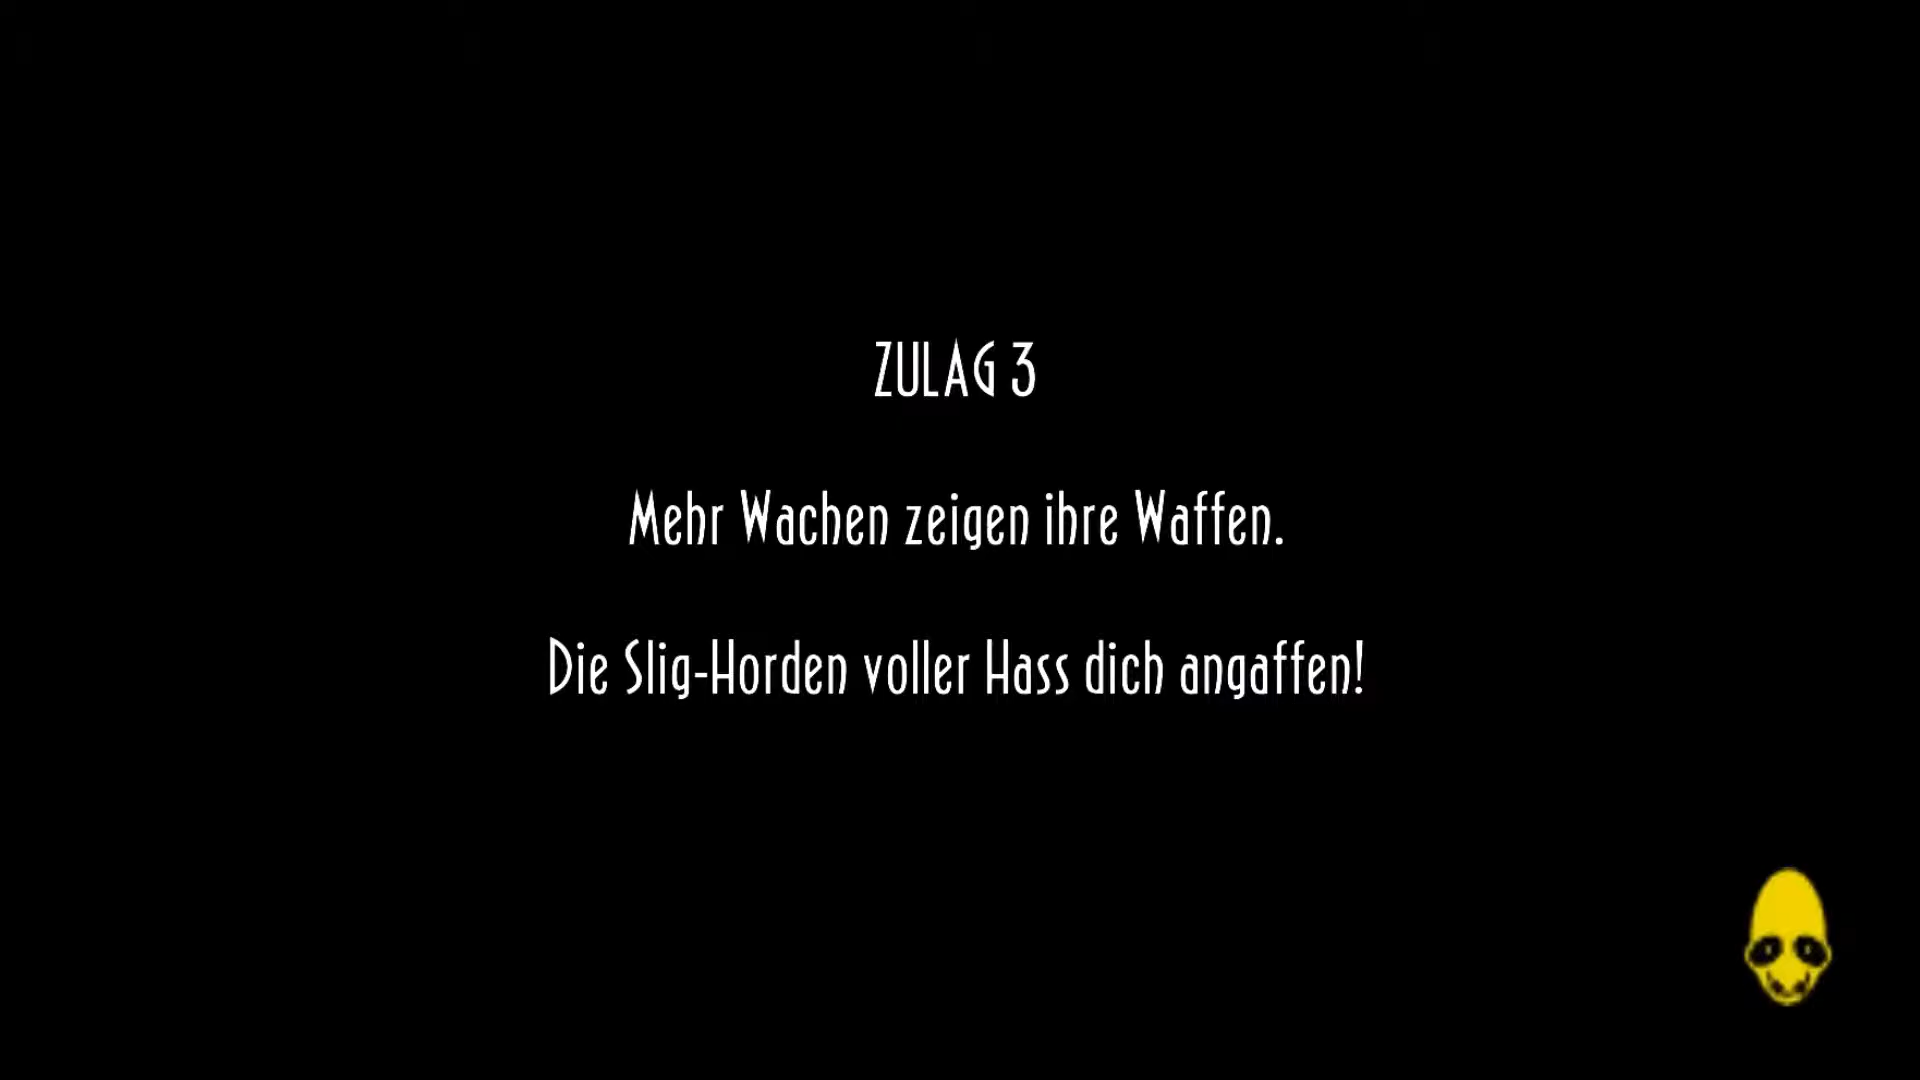 ZULAG 3
Mehr Wachen zeigen ihre Waffen.
Die Slig-Horden voller Hass dich angaffen!